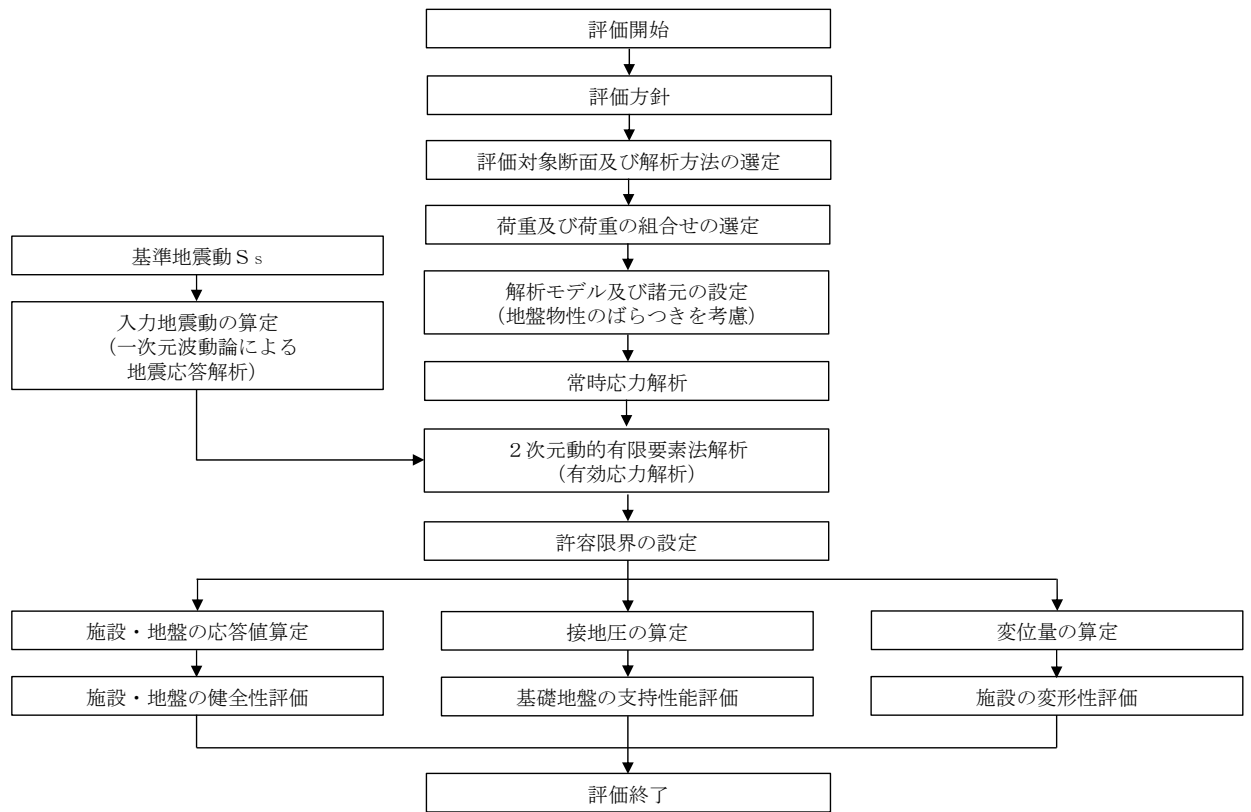 評価開始
評価方針
評価対象断面及び解析方法の選定
荷重及び荷重の組合せの選定
基準地震動Ｓｓ
解析モデル及び諸元の設定
（地盤物性のばらつきを考慮）
入力地震動の算定
（一次元波動論による
地震応答解析）
常時応力解析
２次元動的有限要素法解析
（有効応力解析）
許容限界の設定
施設・地盤の応答値算定
接地圧の算定
変位量の算定
施設・地盤の健全性評価
基礎地盤の支持性能評価
施設の変形性評価
評価終了